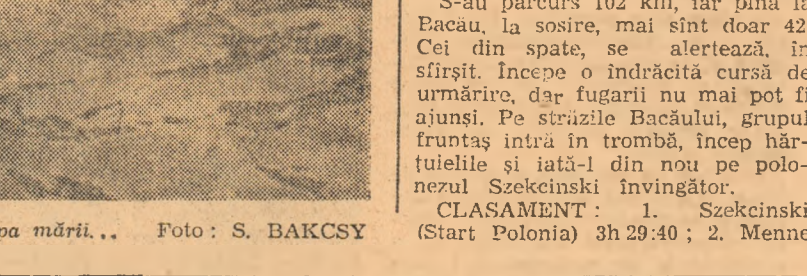 S-au parcurs 102 km, iar pînă la
Bacău, la sosire, mai sînt doar 42
Cei din spate, se alertează, în
sfîrșit. Începe o îndrăcită cursă de
urmărire, dar fugarii nu mai pot fi
ajunși. Pe străzile Bacăului, grupul
fruntaș intră în trombă, încep hăr-
țuielile și iată-l din nou pe polo-
nezul Szekcinski învingător.
CLASAMENT : 1. Szekcinski
(Start Polonia) 3h 29:40 ; 2. Menne
mării... Foto : S. BAKCSY